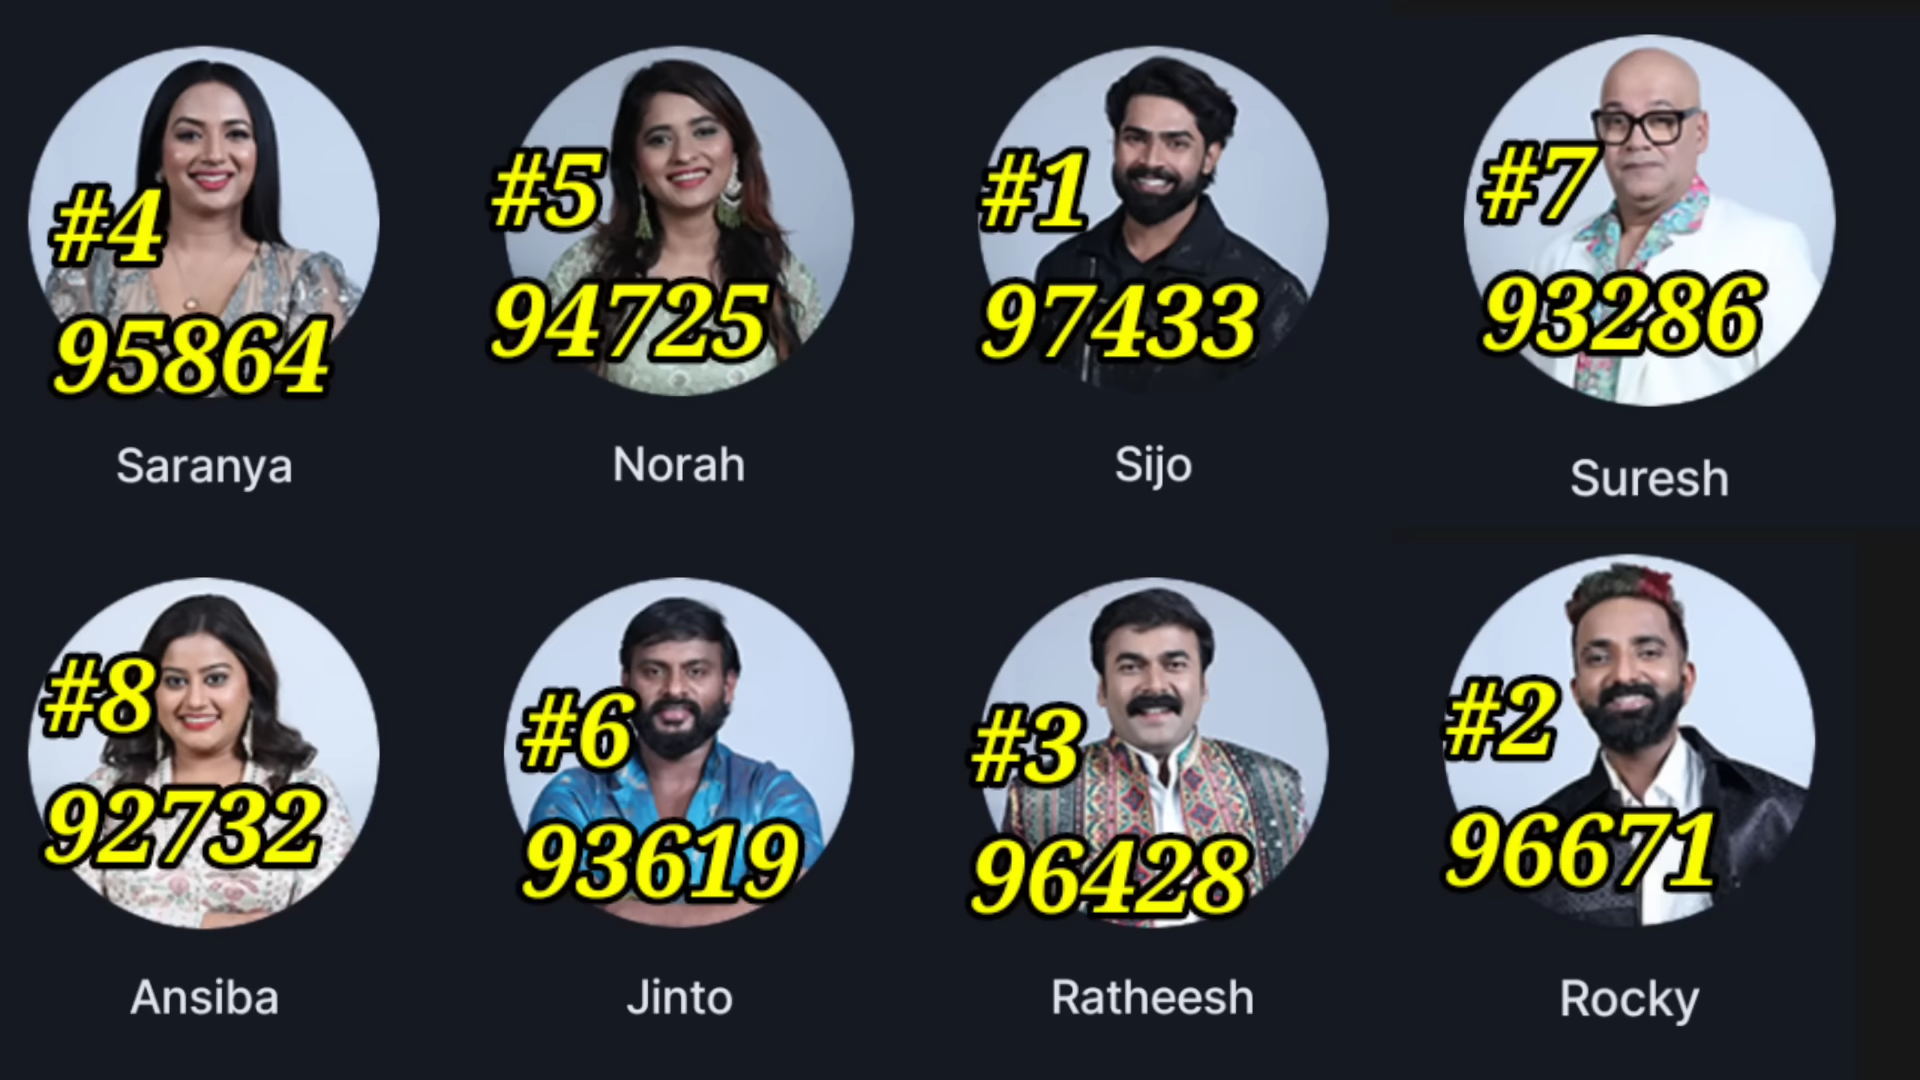 #4
95864
Saranya
#5
94725
Norah
#1
97433
Sijo
#7
93286
Suresh
#8
92732
Ansiba
#6
93619
Jinto
#3
96428
Ratheesh
#2
96671
Rocky